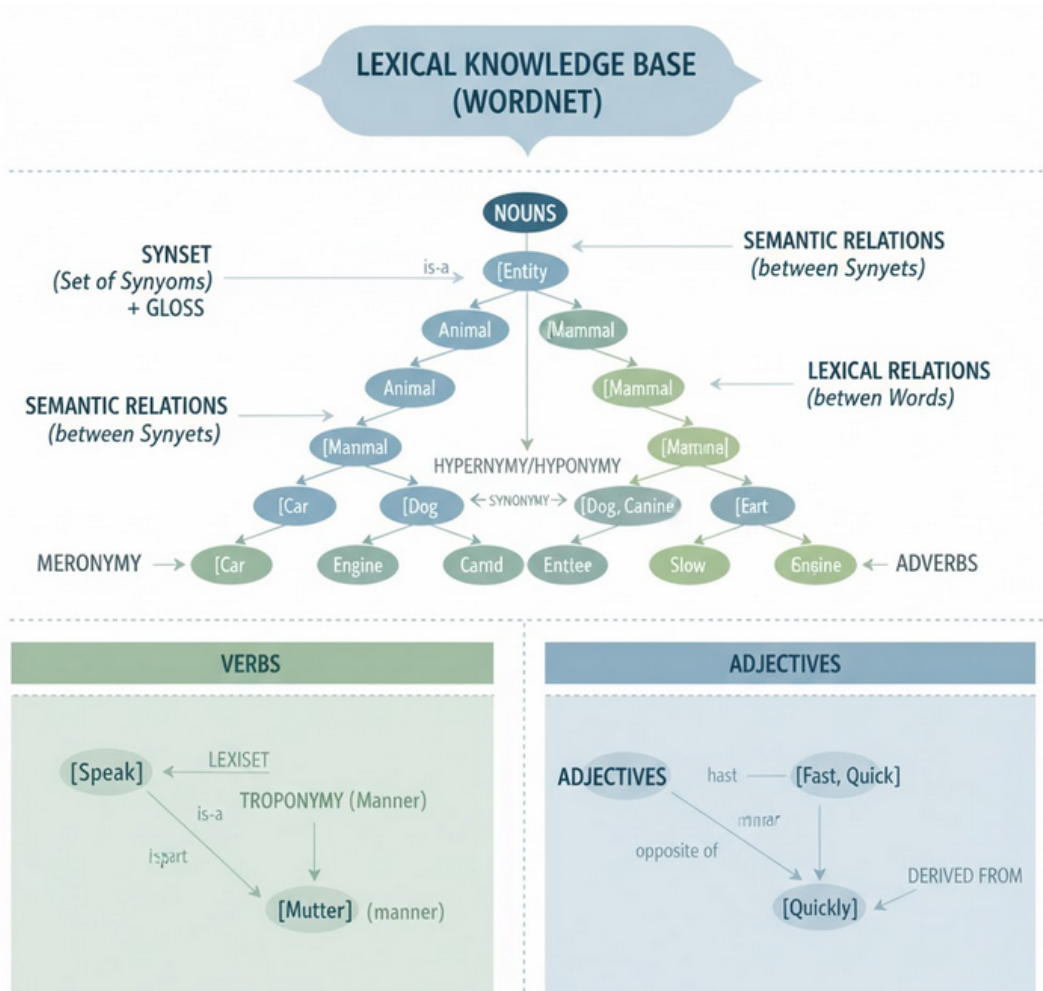 LEXICAL KNOWLEDGE BASE
(WORDNET)
NOUNS
SYNSET
(Set of Synyoms)
+ GLOSS
is-a
[Entity
SEMANTIC RELATIONS
(between Synyets)
Animal
/Mammal
Animal
[Mammal
LEXICAL RELATIONS
(betwen Words)
SEMANTIC RELATIONS
(between Synyets)
[Manmal
HYPERNYMY/HYPONYMY
[Car
[Dog
SYNONYMY
[Dog, Canine
[Eart
MERONYMY
[Car
Engine
Camd
Enttee
Slow
ADVERBS
VERBS
ADJECTIVES
[Speak]
LEXISET
is-a
TROPONYMY (Manner)
[Mutter] (manner)
ADJECTIVES
hast
[Fast, Quick]
opposite of
DERIVED FROM
[Quickly]